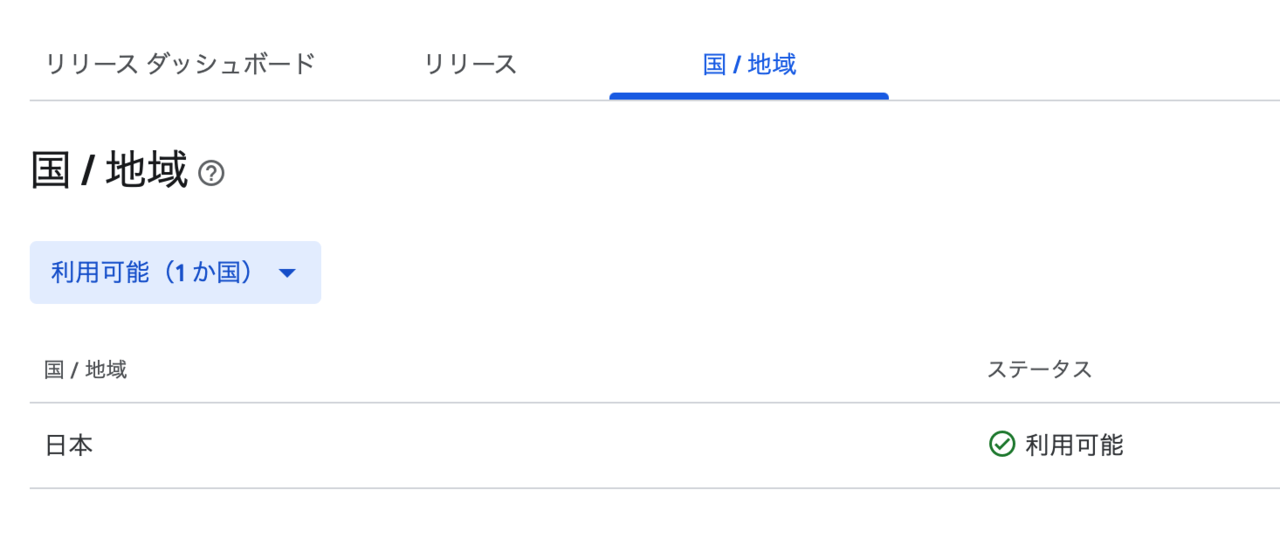 リリース ダッシュボード リリース 国 / 地域
国 / 地域 ?
利用可能（1 か国）
国 / 地域 ステータス
日本 利用可能